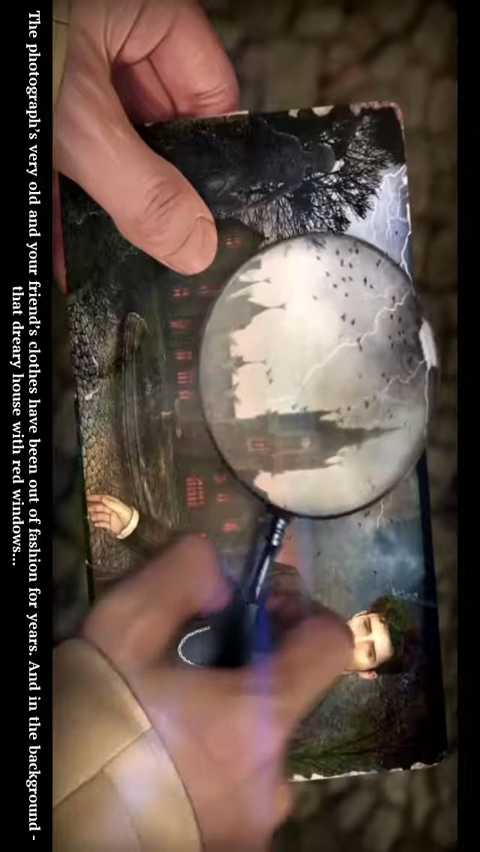 The photograph's very old and your friend's clothes have been out of fashion for years. And in the background -
that dreary house with red windows...